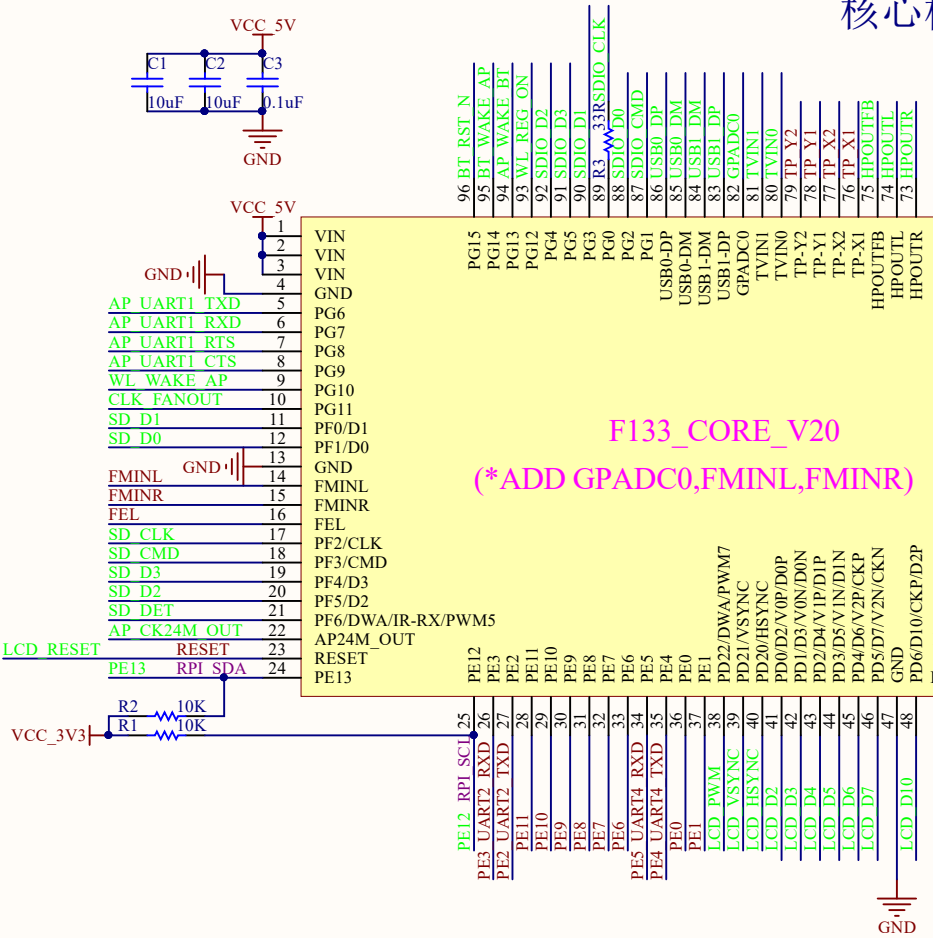 核心
VCC_5V
C1
C2
C3
10uF
10uF
0.1uF
GND
96 BT_RST_N
95 BT_WAKE_AP
94 AP_WAKE_BT
93 WL_REG_ON
92 SDIO_D2
91 SDIO_D3
90 SDIO_D1
89 R3 33R SDIO_CLK
88 SDIO_D0
87 SDIO_CMD
86 USB0_DP
85 USB0_DM
84 USB1_DM
83 USB1_DP
82 GPADC0
81 TVIN1
80 TVIN0
79 TP_Y2
78 TP_Y1
77 TP_X2
76 TP_X1
75 HPOUTFB
74 HPOUTL
73 HPOUTR
PG15
PG14
PG13
PG12
PG4
PG5
PG3
PG0
PG2
PG1
USB0-DP
USB0-DM
USB1-DM
USB1-DP
GPADC0
TVIN1
TVIN0
TP-Y2
TP-Y1
TP-X2
TP-X1
HPOUTFB
HPOUTL
HPOUTR
VCC_5V
1 VIN
2 VIN
3 VIN
GND 4 GND
AP_UART1_TXD 5 PG6
AP_UART1_RXD 6 PG7
AP_UART1_RTS 7 PG8
AP_UART1_CTS 8 PG9
WL_WAKE_AP 9 PG10
CLK_FANOUT 10 PG11
SD_D1 11 PF0/D1
SD_D0 12 PF1/D0
GND 13 GND
FMINL 14 FMINL
FMINR 15 FMINR
FEL 16 FEL
SD_CLK 17 PF2/CLK
SD_CMD 18 PF3/CMD
SD_D3 19 PF4/D3
SD_D2 20 PF5/D2
SD_DET 21 PF6/DWA/IR-RX/PWM5
AP_CK24M_OUT 22 AP24M_OUT
LCD_RESET RESET 23 RESET
PE13 RPI_SDA 24 PE13
F133_CORE_V20
(*ADD GPADC0,FMINL,FMINR)
PE12
PE3
PE2
PE11
PE10
PE9
PE8
PE7
PE6
PE5
PE4
PE0
PE1
PD22/DWA/PWM7
PD21/VSYNC
PD20/HSYNC
PD0/D2/V0P/D0P
PD1/D3/V0N/D0N
PD2/D4/V1P/D1P
PD3/D5/V1N/D1N
PD4/D6/V2P/CKP
PD5/D7/V2N/CKN
GND
PD6/D10/CKP/D2P
R2 10K
R1 10K
VCC_3V3
25 PE12 RPI_SCL
26 PE3 UART2_RXD
27 PE2 UART2_TXD
28 PE11
29 PE10
30 PE9
31 PE8
32 PE7
33 PE6
34 PE5 UART4_RXD
35 PE4 UART4_TXD
36 PE0
37 PE1
38 LCD_PWM
39 LCD_VSYNC
40 LCD_HSYNC
41 LCD_D2
42 LCD_D3
43 LCD_D4
44 LCD_D5
45 LCD_D6
46 LCD_D7
47
48 LCD_D10
GND